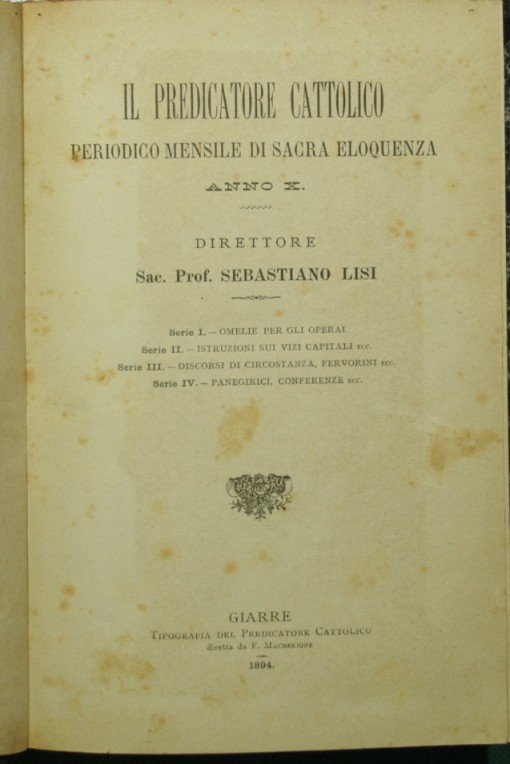 IL PREDICATORE CATTOLICO
PERIODICO MENSILE DI SACRA ELOQUENZA
ANNO X.
DIRETTORE
Sac. Prof. SEBASTIANO LISI
Serie I. – OMELIE PER GLI OPERAI
Serie II. – ISTRUZIONI SUI VIZI CAPITALI ECC.
Serie III. – DISCORSI DI CIRCOSTANZA, FERVORINI ECC.
Serie IV. – PANEGIRICI, CONFERENZE ECC.
GIARRE
TIPOGRAFIA DEL PREDICATORE CATTOLICO
diretta da F.
1894.